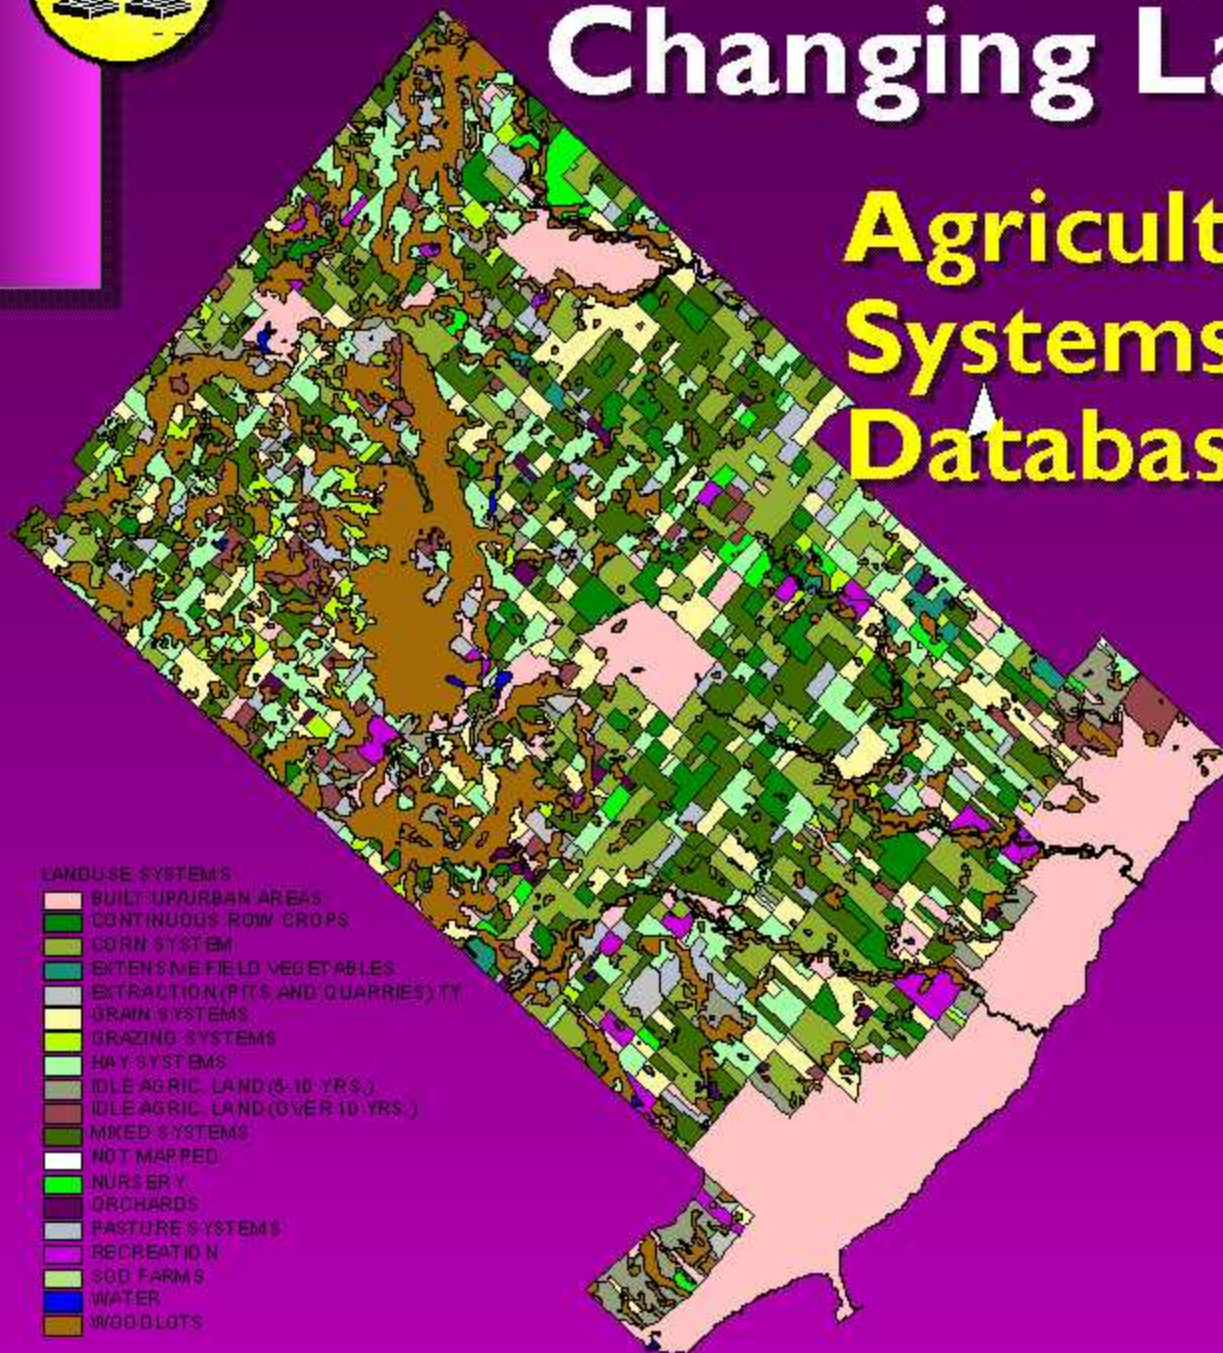 Changing La
Agricult
Systems
Databas
LANDUSE SYSTEMS
BUILT UP/URBAN AREAS
CONTINUOUS ROW CROPS
CORN SYSTEM
EXTENSIVE FIELD VEGETABLES
EXTRACTION(PITS AND QUARRIES) TY
GRAIN SYSTEMS
GRAZING SYSTEMS
HAY SYSTEMS
IDLE AGRIC. LAND (5-10 YRS.)
IDLE AGRIC. LAND (OVER 10 YRS.)
MIXED SYSTEMS
NOT MAPPED
NURSERY
ORCHARDS
PASTURE SYSTEMS
RECREATION
SOD FARMS
WATER
WOODLOTS